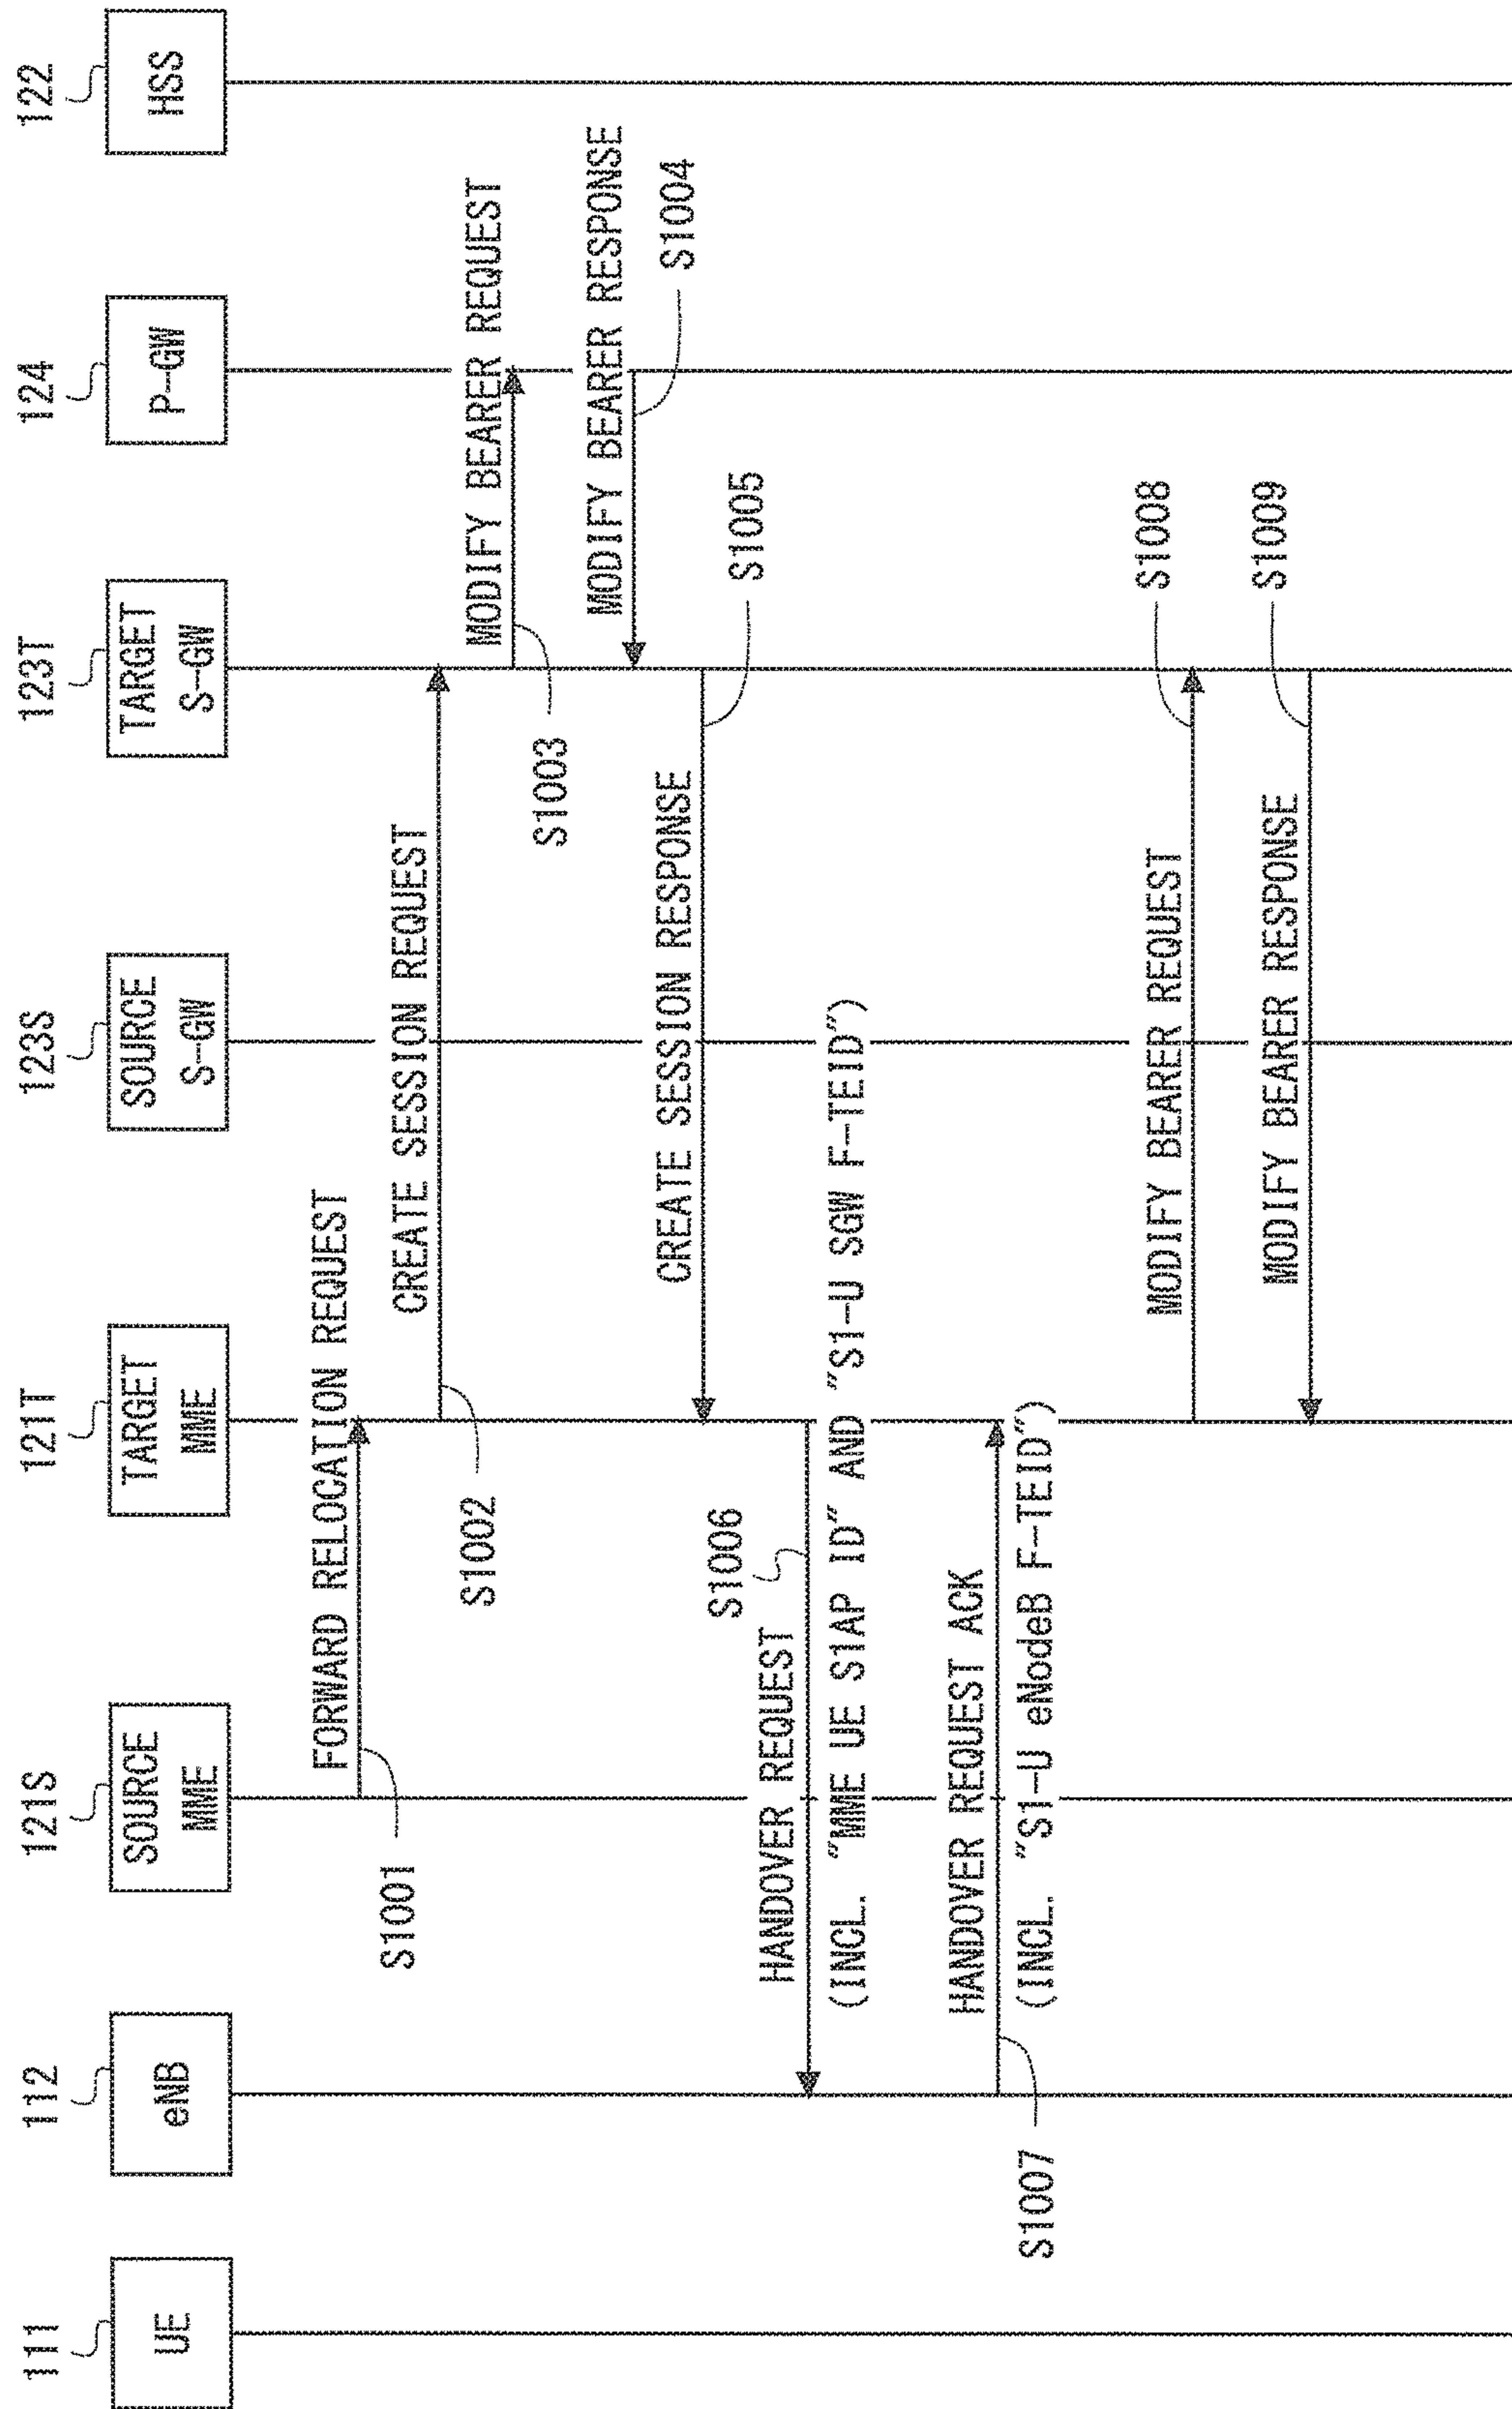 111
112
121S
121T
123S
123T
124
122
UE
eNB
SOURCE
MME
TARGET
MME
SOURCE
S-GW
TARGET
S-GW
P-GW
HSS
FORWARD RELOCATION REQUEST
S1001
CREATE SESSION REQUEST
S1002
MODIFY BEARER REQUEST
S1003
MODIFY BEARER RESPONSE
S1004
CREATE SESSION RESPONSE
S1005
HANDOVER REQUEST
S1006
(INCL. "MME UE S1AP ID" AND "S1-U SGW F-TEID")
HANDOVER REQUEST ACK
(INCL. "S1-U eNodeB F-TEID")
S1007
MODIFY BEARER REQUEST
S1008
MODIFY BEARER RESPONSE
S1009